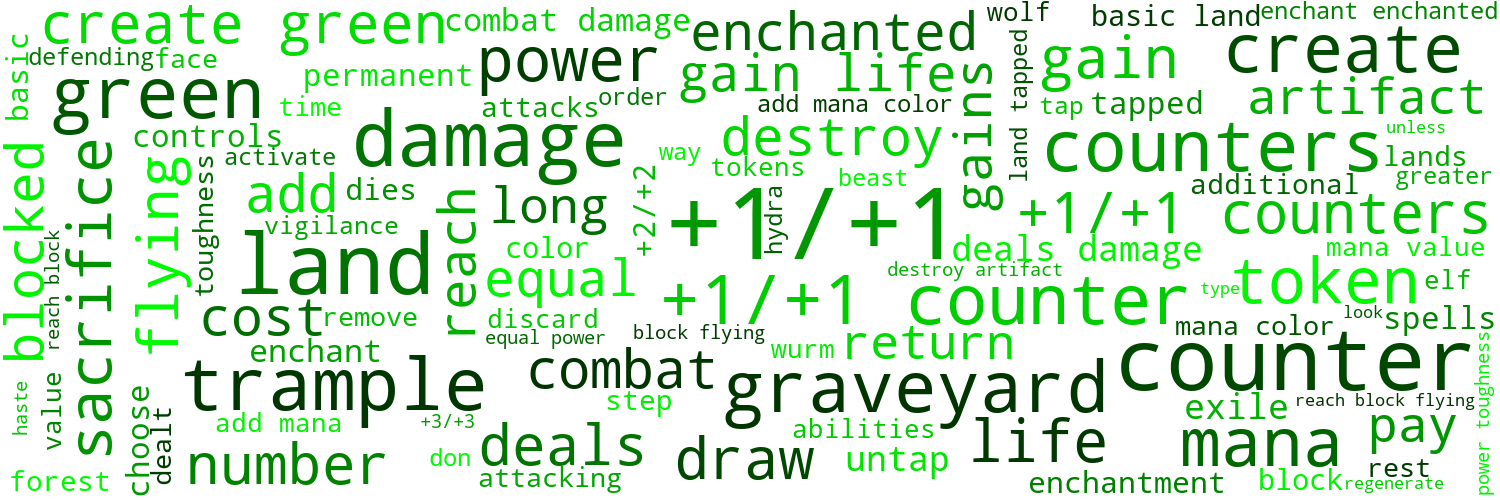 create green
combat damage
enchanted
wolf
basic land
enchant enchanted
defending
face
power
gain life
gain
create
basic
green
permanent
time
attacks
order
add mana color
land tapped
tap
tapped
artifact
controls
activate
damage
destroy
gains
counters
unless
lands
way
tokens
beast
additional
greater
blocked
sacrifice
flying
toughness
add
dies
vigilance
reach
long
+2/+2
+1/+1
hydra
+1/+1
counters
reach block
land
color
deals damage
mana value
equal
destroy artifact
+1/+1
counter
type
token
elf
cost
remove
discard
equal power
block flying
mana color
look
spells
enchant
wurm
return
trample
combat
graveyard
counter
haste
value
choose
dealt
step
exile
reach block flying
power toughness
add mana
+3/+3
deals
abilities
life
mana
pay
number
don
draw
untap
forest
attacking
enchantment
block
rest
regenerate